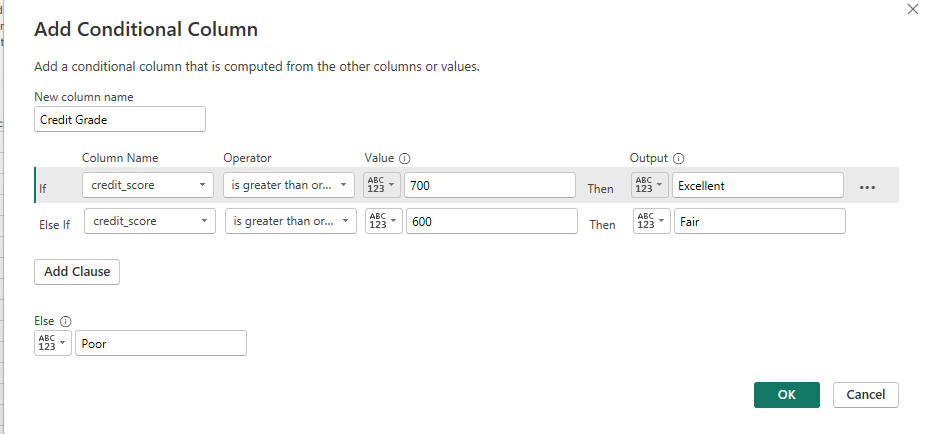 Add Conditional Column
Add a conditional column that is computed from the other columns or values.
New column name
Credit Grade
Column Name Operator Value Output
If credit_score is greater than or... ABC 123 700 Then ABC 123 Excellent ...
Else If credit_score is greater than or... ABC 123 600 Then ABC 123 Fair
Add Clause
Else
ABC 123 Poor
OK Cancel